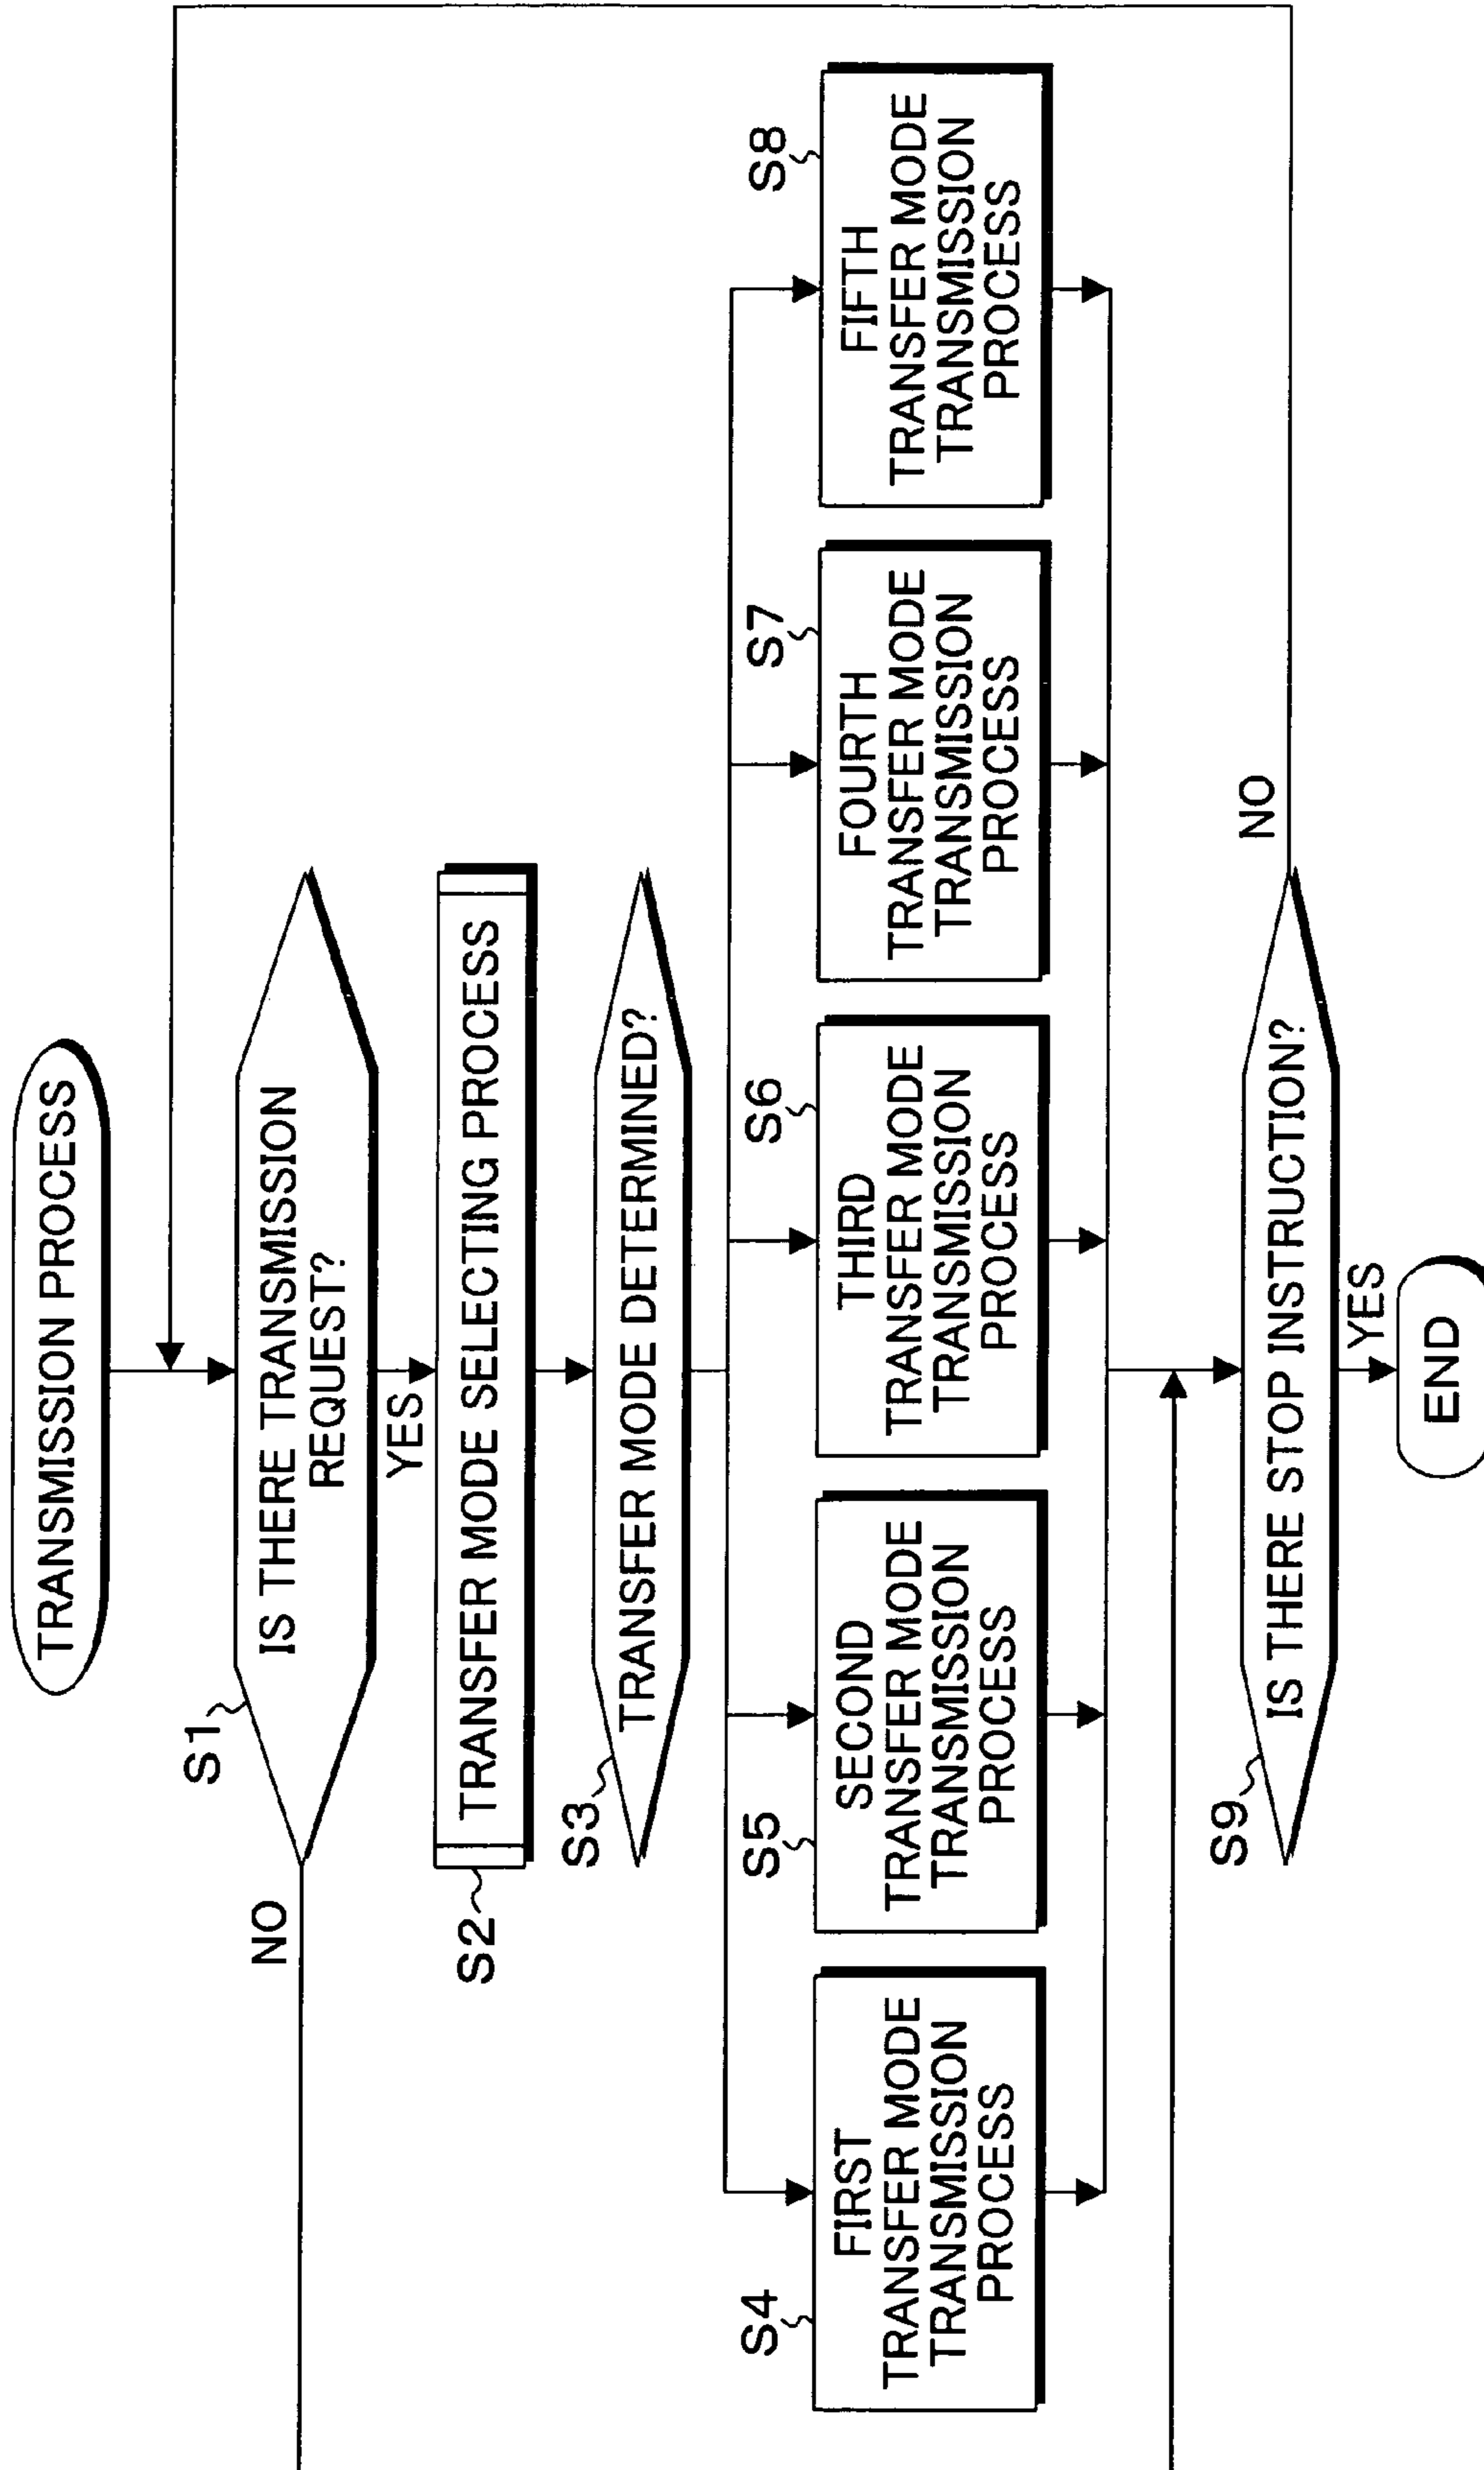 TRANSMISSION PROCESS
S1
IS THERE TRANSMISSION
REQUEST?
NO
YES
S2
TRANSFER MODE SELECTING PROCESS
S3
TRANSFER MODE DETERMINED?
S4
FIRST
TRANSFER MODE
TRANSMISSION
PROCESS
S5
SECOND
TRANSFER MODE
TRANSMISSION
PROCESS
S6
THIRD
TRANSFER MODE
TRANSMISSION
PROCESS
S7
FOURTH
TRANSFER MODE
TRANSMISSION
PROCESS
S8
FIFTH
TRANSFER MODE
TRANSMISSION
PROCESS
S9
IS THERE STOP INSTRUCTION?
NO
YES
END